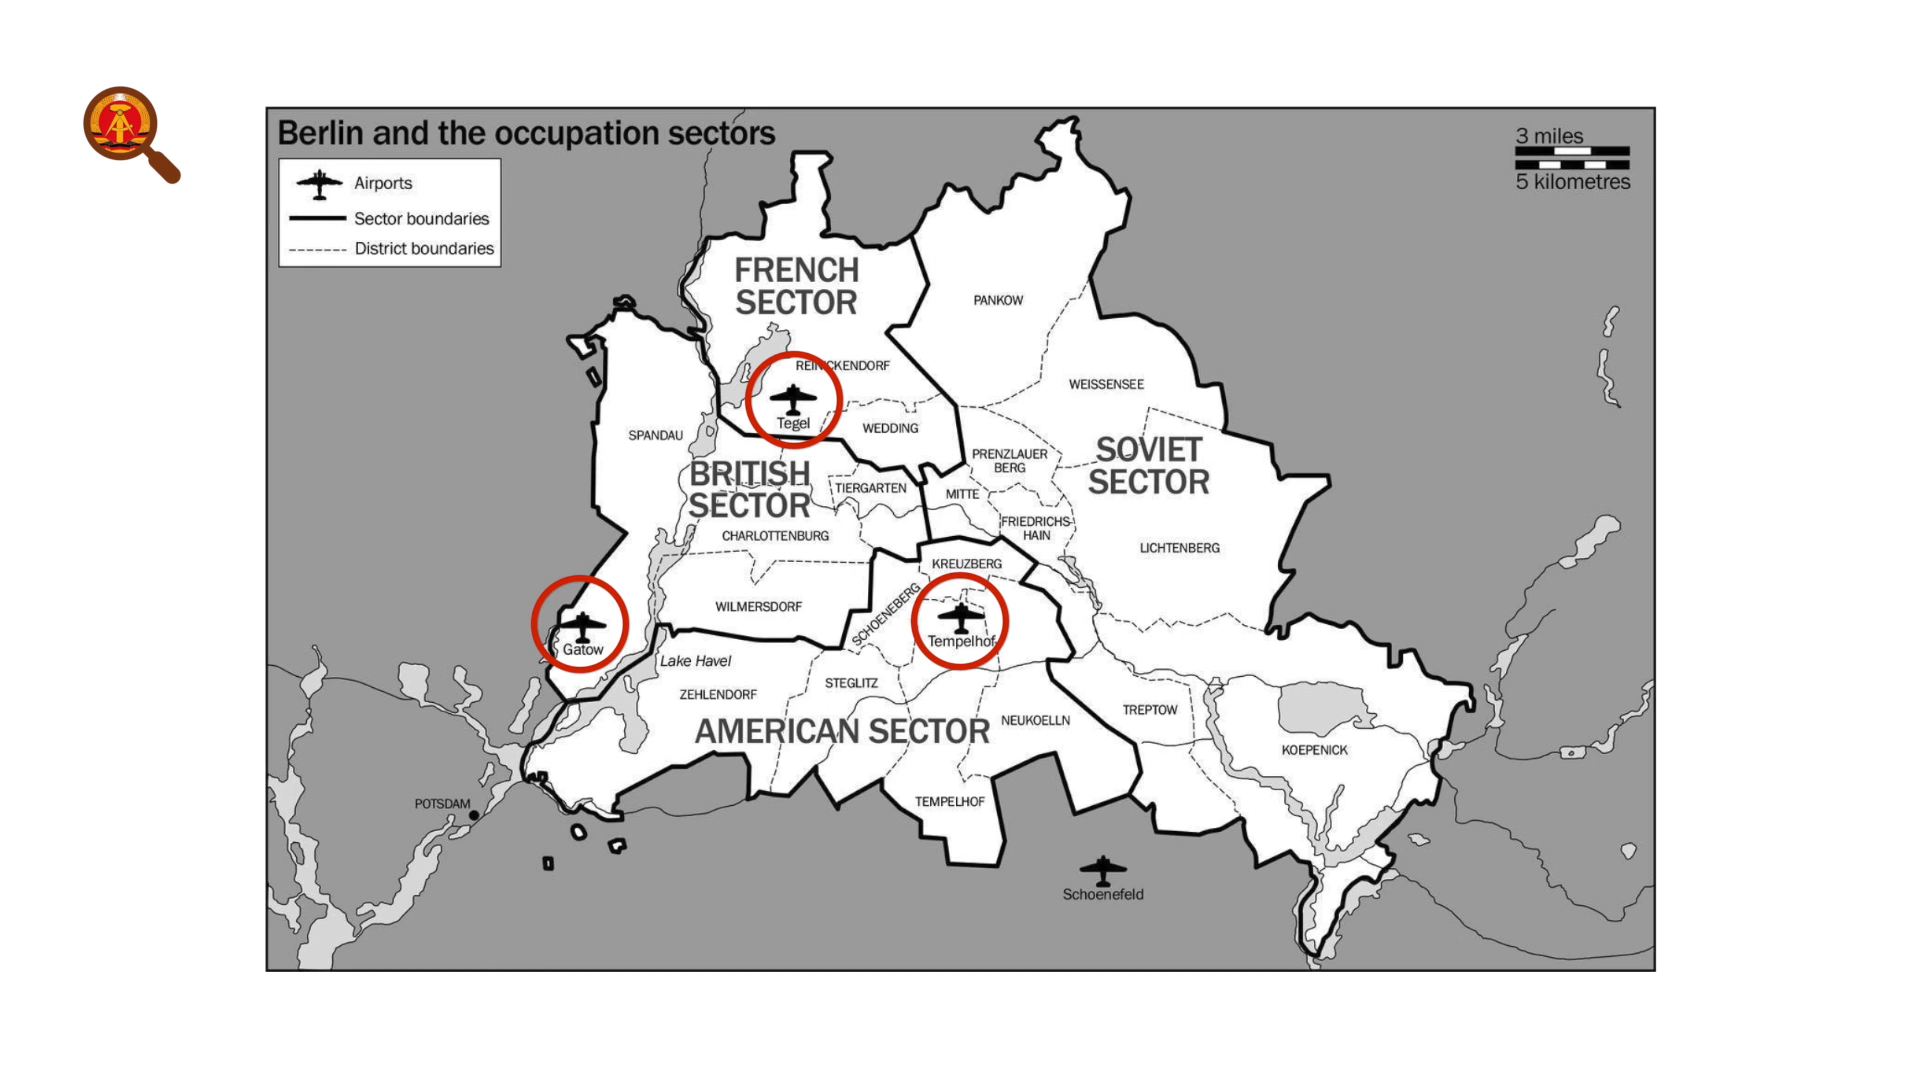 Berlin and the occupation sectors
3 miles
5 kilometres
Airports
Sector boundaries
District boundaries
FRENCH
SECTOR
PANKOW
REINICKENDORF
WEISSENSEE
Tegel
WEDDING
SPANDAU
SOVIET
SECTOR
PRENZLAUER
BERG
BRITISH
SECTOR
TIERGARTEN
MITTE
FRIEDRICHS-
HAIN
CHARLOTTENBURG
LICHTENBERG
KREUZBERG
WILMERSDORF
SCHOENEBERG
Tempelhof
Gatow
Lake Havel
ZEHLENDORF
STEGLITZ
AMERICAN SECTOR
NEUKOELLN
TREPTOW
KOEPENICK
POTSDAM
TEMPELHOF
Schoenefeld